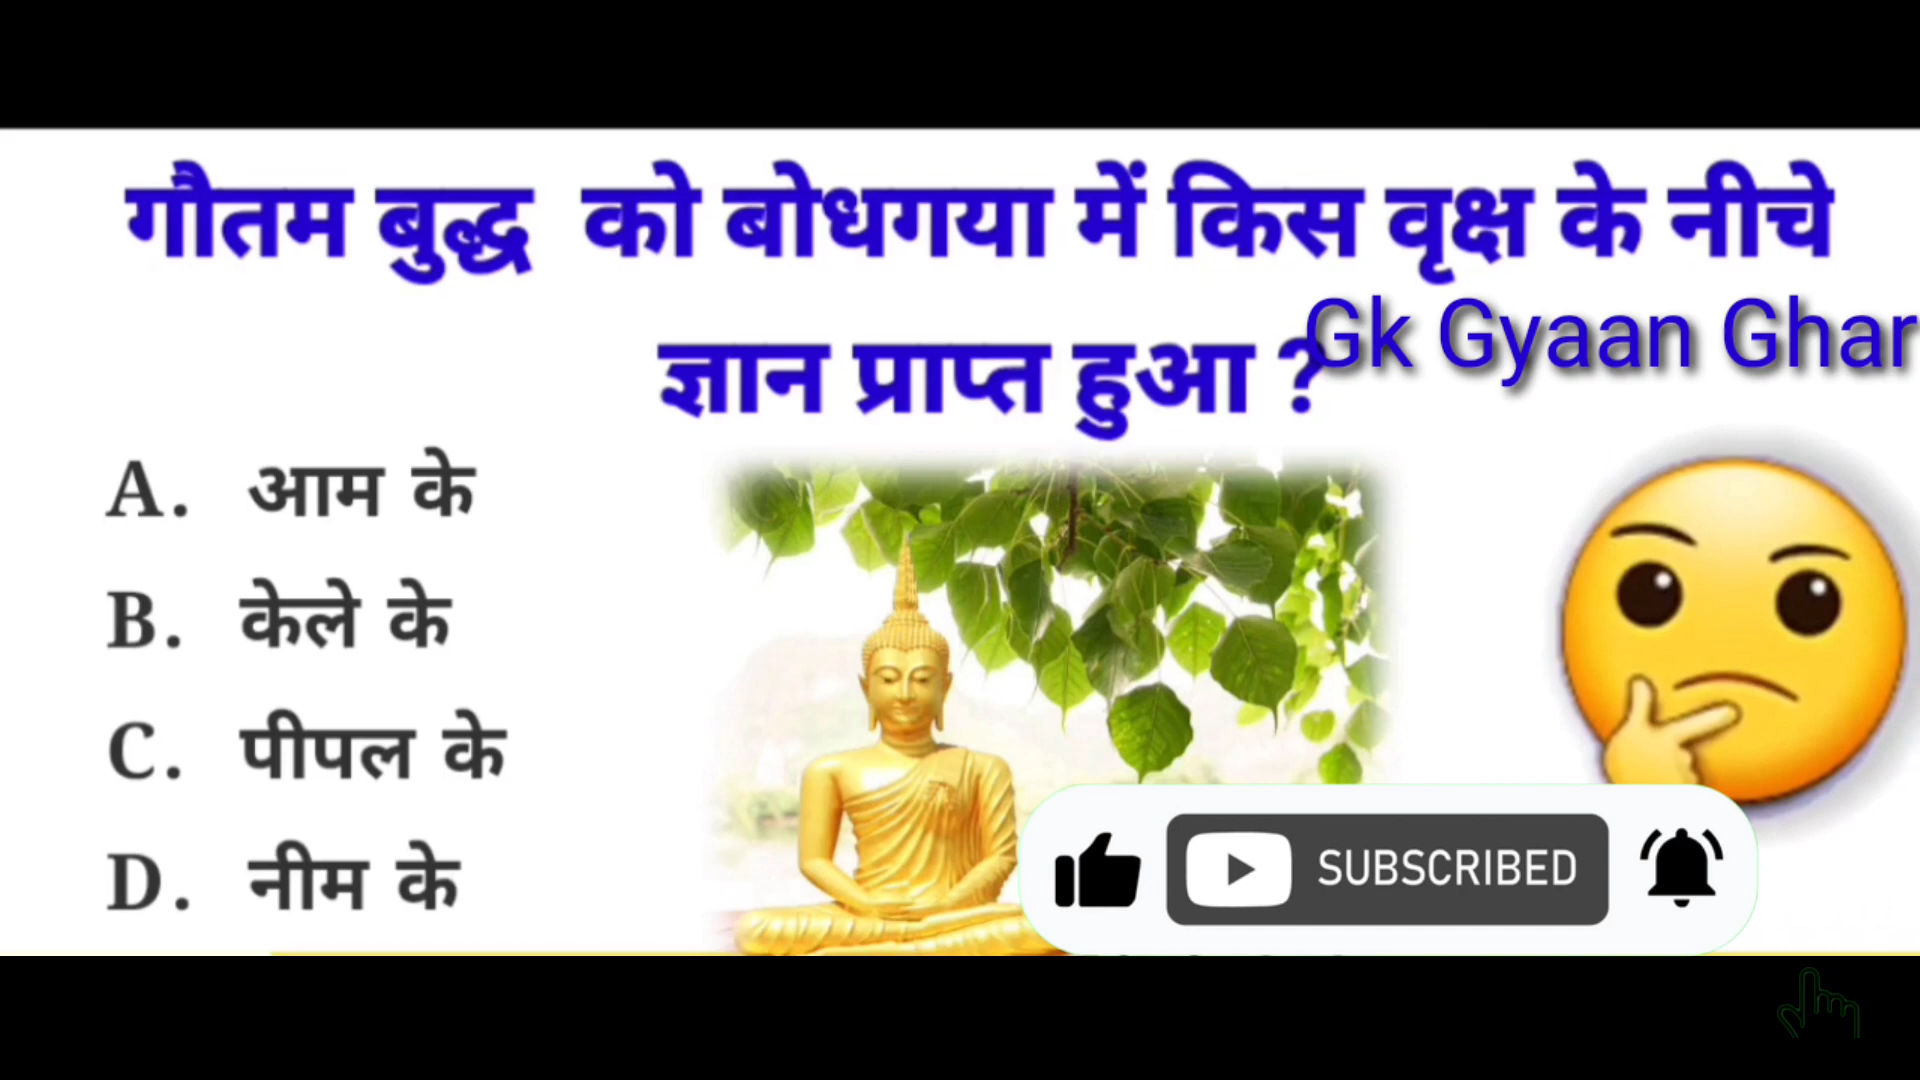 गौतम बुद्ध को बोधगया में किस वृक्ष के नीचे
ज्ञान प्राप्त हुआ ?
Gk Gyaan Ghar
A. आम के
B. केले के
C. पीपल के
D. नीम के
SUBSCRIBED